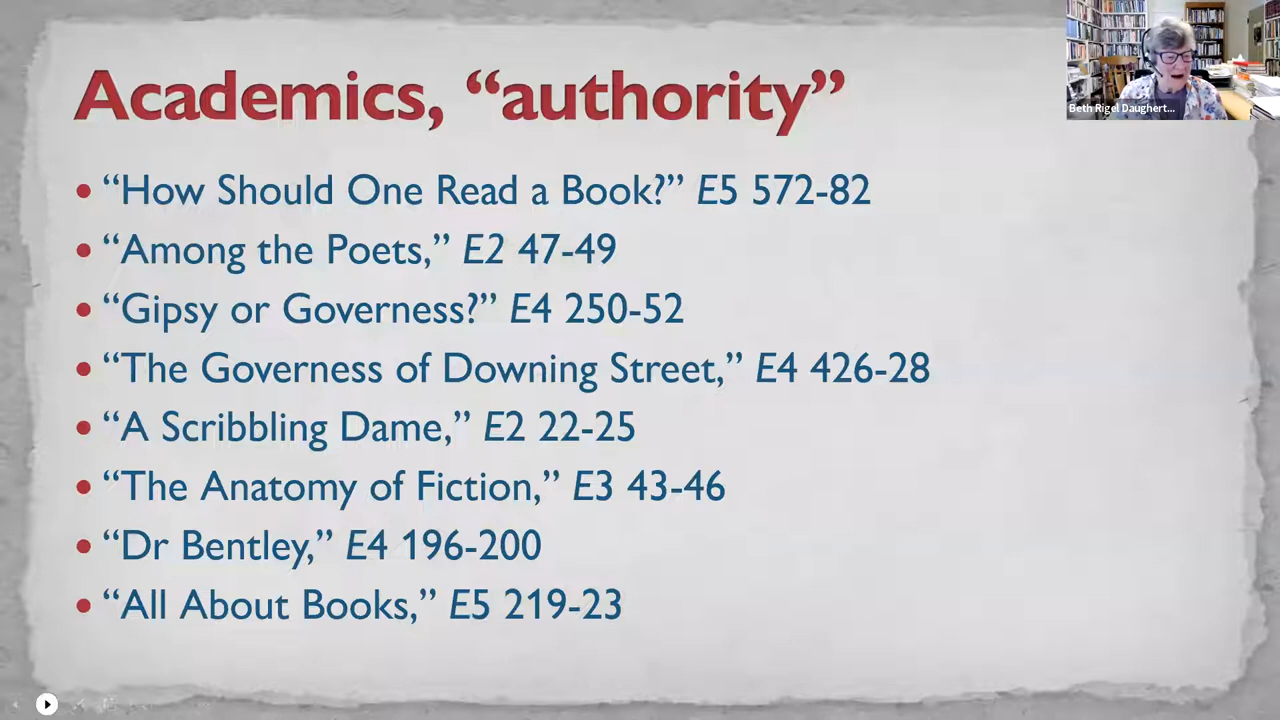 Academics, “authority”
Beth Rigel Daughert...
• “How Should One Read a Book?” E5 572-82
• “Among the Poets,” E2 47-49
• “Gipsy or Governess?” E4 250-52
• “The Governess of Downing Street,” E4 426-28
• “A Scribbling Dame,” E2 22-25
• “The Anatomy of Fiction,” E3 43-46
• “Dr Bentley,” E4 196-200
• “All About Books,” E5 219-23